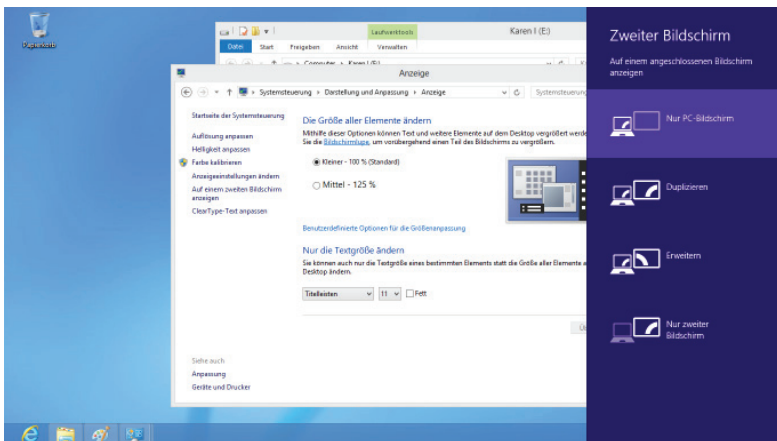 Papierkorb
Laufwerktools
Karen I (E:)
Datei Start Freigeben Ansicht Verwalten
Computer ▸ Karen I (E:)
Anzeige
Systemsteuerung ▸ Darstellung und Anpassung ▸ Anzeige
Systemsteuerung
Startseite der Systemsteuerung
Auflösung anpassen
Helligkeit anpassen
Farbe kalibrieren
Anzeigeeinstellungen ändern
Auf einem zweiten Bildschirm
anzeigen
ClearType-Text anpassen
Die Größe aller Elemente ändern
Mithilfe dieser Optionen können Text und weitere Elemente auf dem Desktop vergrößert werde
Sie die Bildschirmlupe, um vorübergehend einen Teil des Bildschirms zu vergrößern.
Kleiner - 100 % (Standard)
Mittel - 125 %
Benutzerdefinierte Optionen für die Größenanpassung
Nur die Textgröße ändern
Sie können auch nur die Textgröße eines bestimmten Elements statt die Größe aller Elemente a
Desktop ändern.
Titelleisten 11 Fett
Siehe auch
Anpassung
Geräte und Drucker
Zweiter Bildschirm
Auf einem angeschlossenen Bildschirm
anzeigen
Nur PC-Bildschirm
Duplizieren
Erweitern
Nur zweiter
Bildschirm